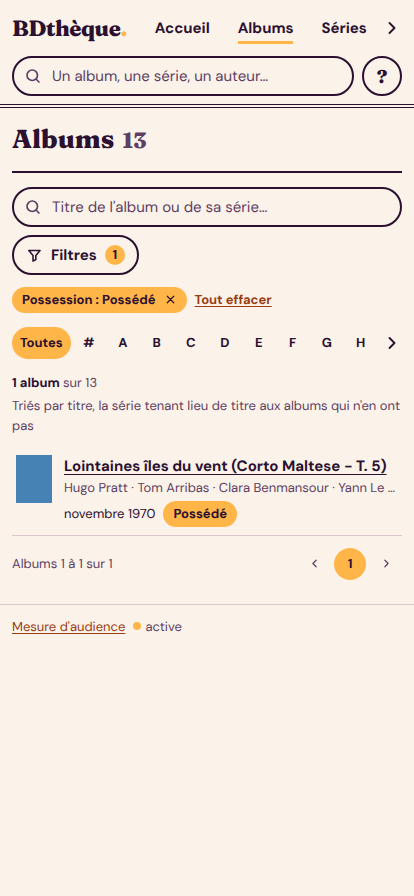 BDthèque.
Accueil Albums Séries
Un album, une série, un auteur...
?
Albums 13
Titre de l'album ou de sa série...
Filtres 1
Possession : Possédé × Tout effacer
Toutes # A B C D E F G H
1 album sur 13
Triés par titre, la série tenant lieu de titre aux albums qui n'en ont
pas
Lointaines îles du vent (Corto Maltese - T. 5)
Hugo Pratt · Tom Arribas · Clara Benmansour · Yann Le ...
novembre 1970 Possédé
Albums 1 à 1 sur 1
1
Mesure d'audience active